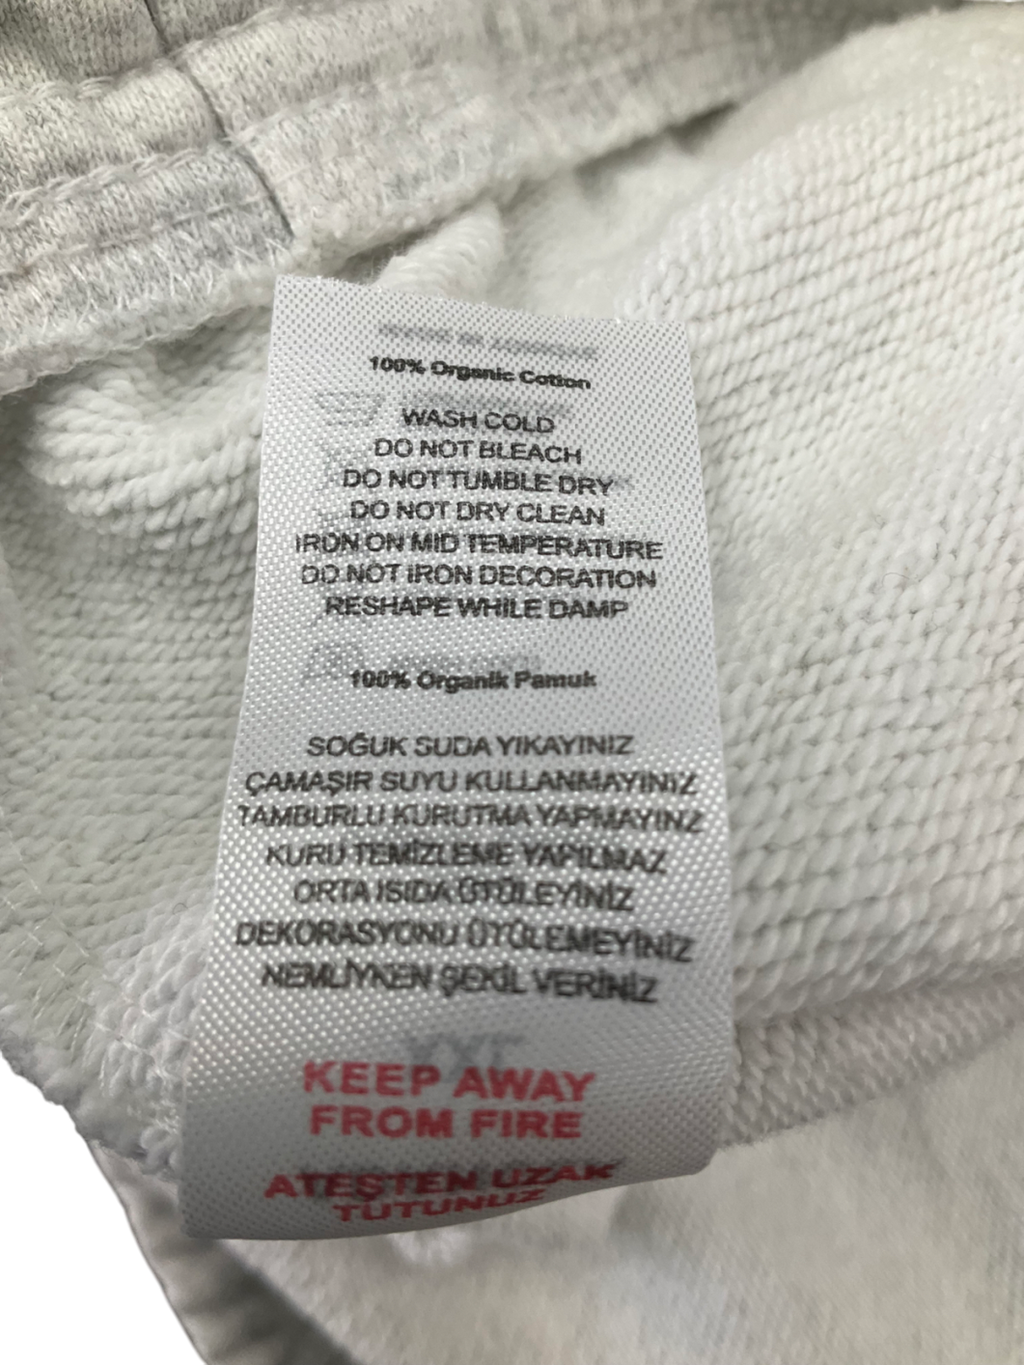 100% Organic Cotton
WASH COLD
DO NOT BLEACH
DO NOT TUMBLE DRY
DO NOT DRY CLEAN
IRON ON MID TEMPERATURE
DO NOT IRON DECORATION
RESHAPE WHILE DAMP
100% Organik Pamuk
SOĞUK SUDA YIKAYINIZ
ÇAMAŞIR SUYU KULLANMAYINIZ
TAMBURLU KURUTMA YAPMAYINZ
KURU TEMİZLEME YAPILMAZ
ORTA ISIDA ÜTÜLEYİNİZ
DEKORASYONU ÜTÜLEMEYİNİZ
NEMLİYKEN ŞEKİL VERİNİZ
KEEP AWAY
FROM FIRE
ATEŞTEN UZAK
TUTUNUZ